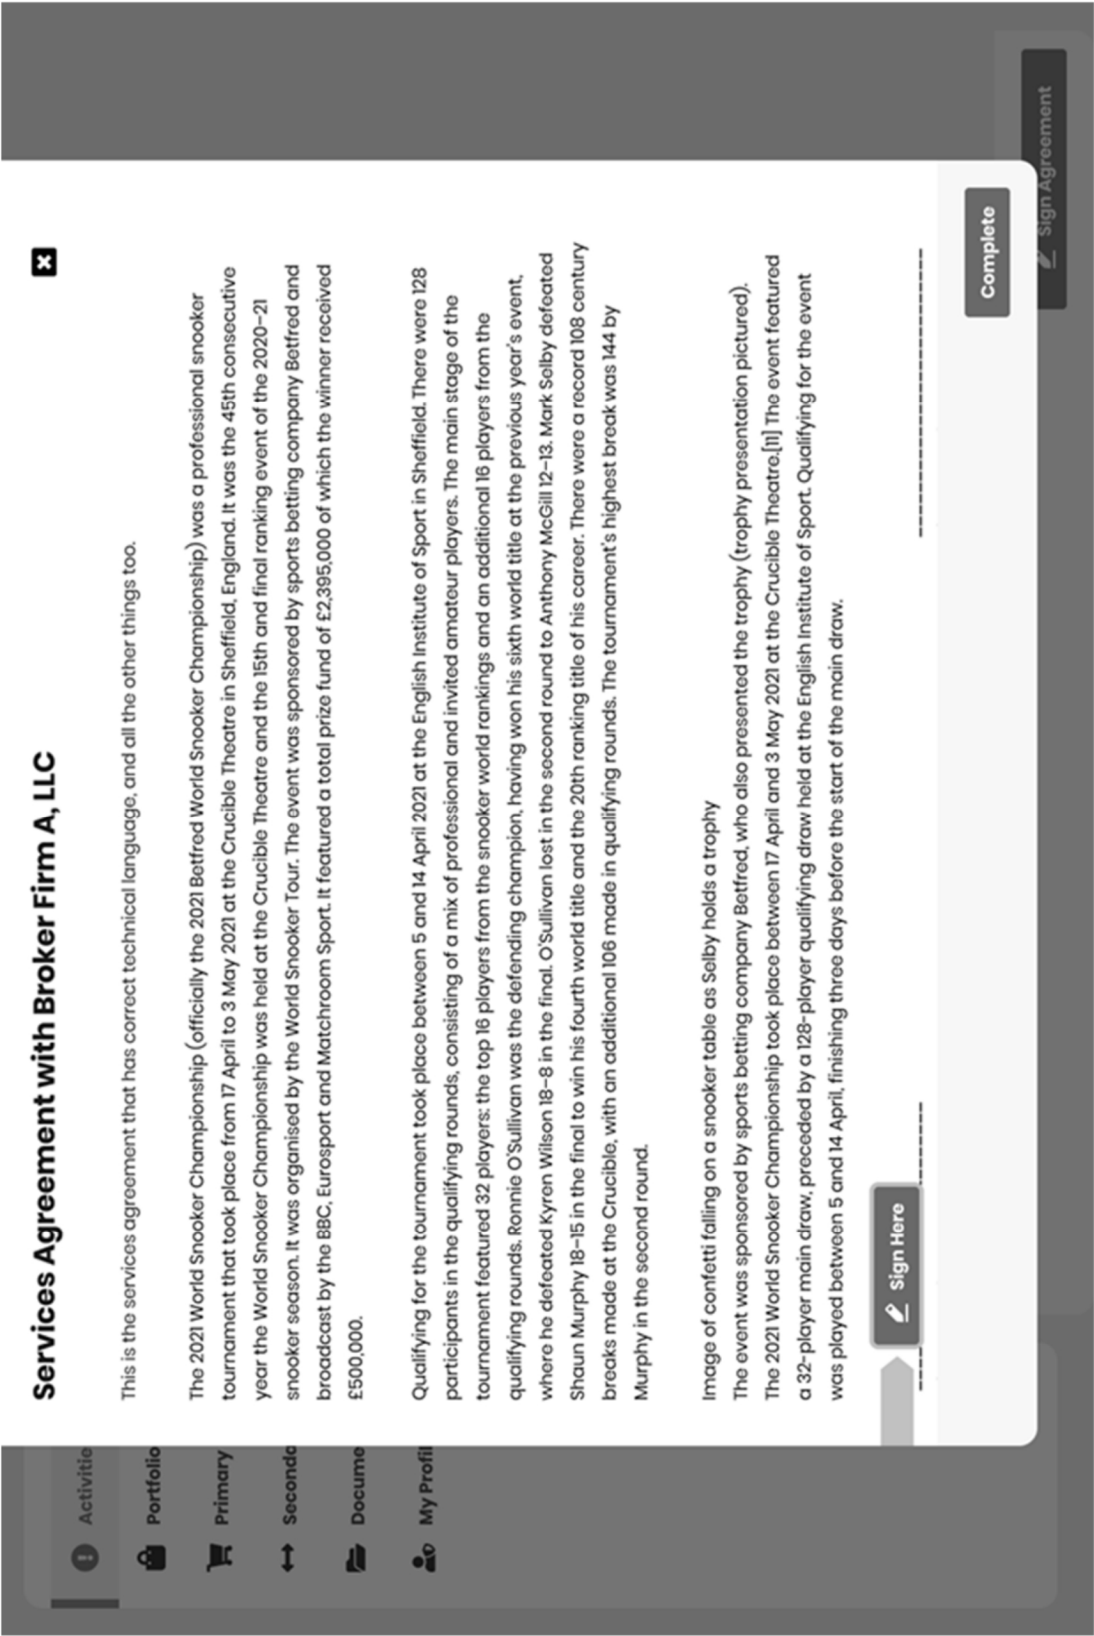 Services Agreement with Broker Firm A, LLC
This is the services agreement that has correct technical language, and all the other things too.
The 2021 World Snooker Championship (officially the 2021 Betfred World Snooker Championship) was a professional snooker
tournament that took place from 17 April to 3 May 2021 at the Crucible Theatre in Sheffield, England. It was the 45th consecutive
year the World Snooker Championship was held at the Crucible Theatre and the 15th and final ranking event of the 2020–21
snooker season. It was organised by the World Snooker Tour. The event was sponsored by sports betting company Betfred and
broadcast by the BBC, Eurosport and Matchroom Sport. It featured a total prize fund of £2,395,000 of which the winner received
£500,000.
Qualifying for the tournament took place between 5 and 14 April 2021 at the English Institute of Sport in Sheffield. There were 128
participants in the qualifying rounds, consisting of a mix of professional and invited amateur players. The main stage of the
tournament featured 32 players: the top 16 players from the snooker world rankings and an additional 16 players from the
qualifying rounds. Ronnie O'Sullivan was the defending champion, having won his sixth world title at the previous year's event,
where he defeated Kyren Wilson 18–8 in the final. O'Sullivan lost in the second round to Anthony McGill 12–13. Mark Selby defeated
Shaun Murphy 18–15 in the final to win his fourth world title and the 20th ranking title of his career. There were a record 108 century
breaks made at the Crucible, with an additional 106 made in qualifying rounds. The tournament's highest break was 144 by
Murphy in the second round.
Image of confetti falling on a snooker table as Selby holds a trophy
The event was sponsored by sports betting company Betfred, who also presented the trophy (trophy presentation pictured).
The 2021 World Snooker Championship took place between 17 April and 3 May 2021 at the Crucible Theatre.[11] The event featured
a 32-player main draw, preceded by a 128-player qualifying draw held at the English Institute of Sport. Qualifying for the event
was played between 5 and 14 April, finishing three days before the start of the main draw.
Sign Here
Complete
Sign Agreement
Activitie
Portfolio
Primary
Seconda
Docume
My Profil